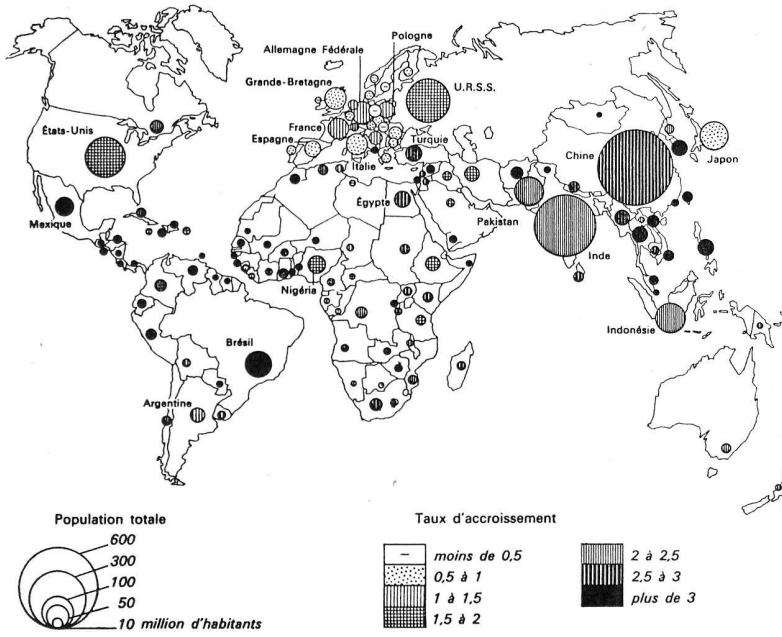 Pologne
Allemagne Fédérale
Grande-Bretagne
U.R.S.S.
États-Unis
France
Espagne
Turquie
Italie
Chine
Japon
Mexique
Égypte
Pakistan
Inde
Nigéria
Indonésie
Brésil
Argentine
Population totale
600
300
100
50
10 million d'habitants
Taux d'accroissement
moins de 0,5
0,5 à 1
1 à 1,5
1,5 à 2
2 à 2,5
2,5 à 3
plus de 3